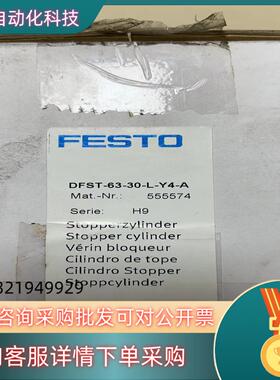 自动化科技
FESTO
DFST-63-30-L-Y4-A
Mat.-Nr.: 555574
Serie: H9
Stopperzylinder
Stopper cylinder
Vérin bloqueur
Cilindro de tope
Cilindro Stopper
Stoppcylinder
321949929
咨询采购批发可对公开票
客服详情下单采购